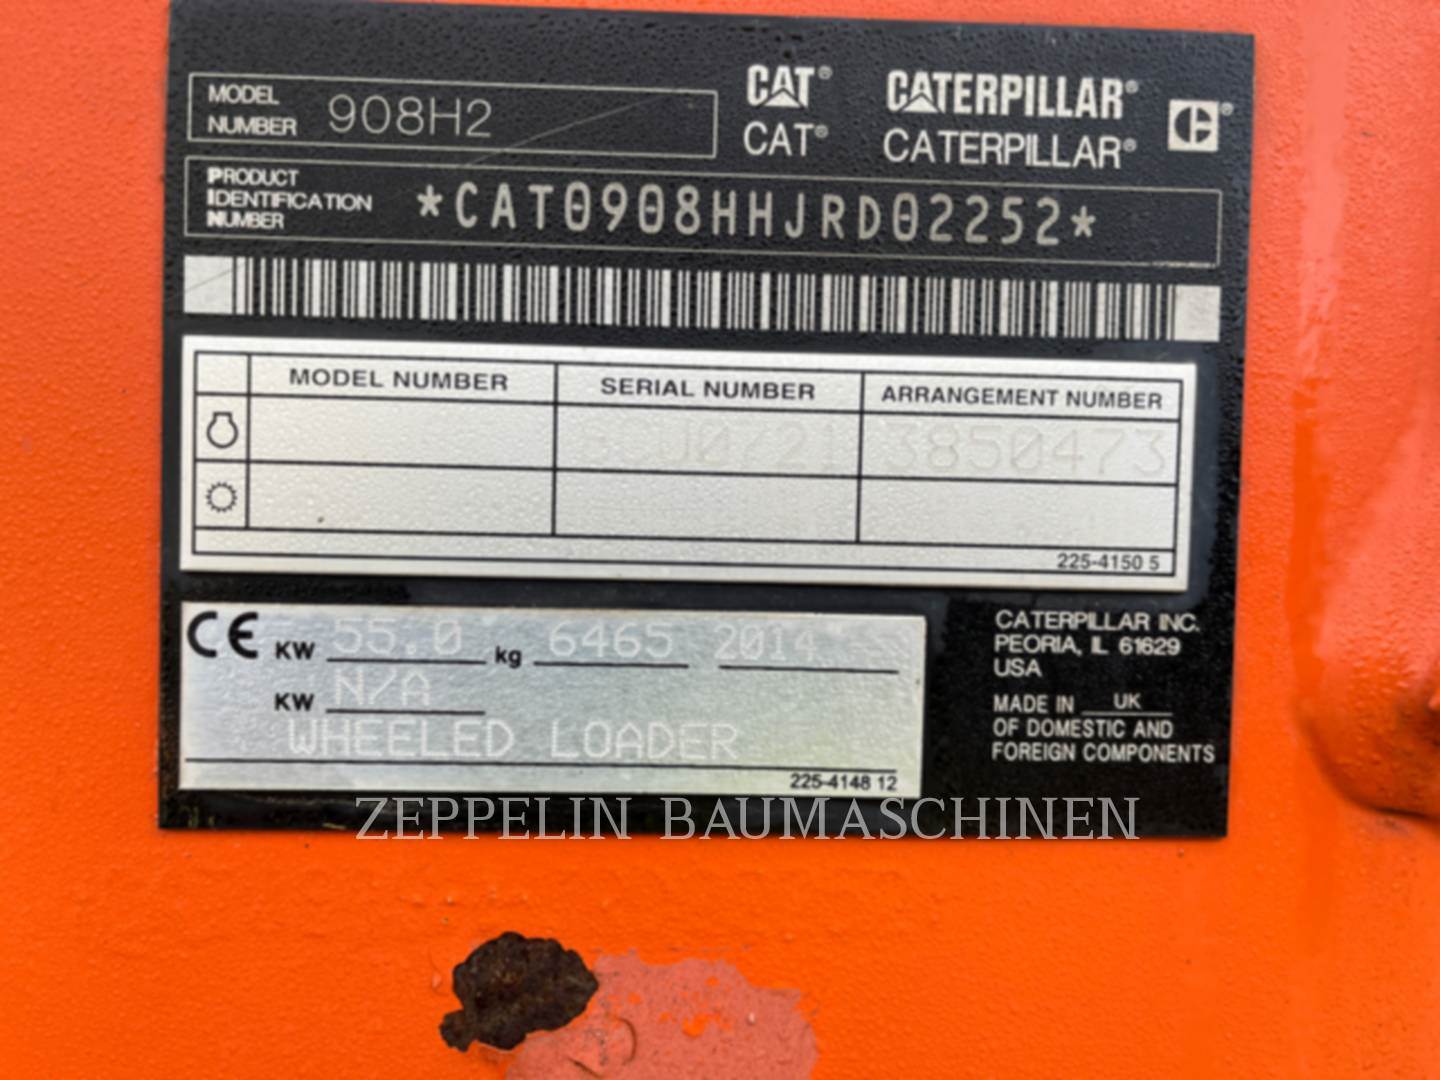 MODEL NUMBER 908H2
CAT® CATERPILLAR®
CAT® CATERPILLAR®
PRODUCT IDENTIFICATION NUMBER *CAT0908HHJRD02252*
MODEL NUMBER SERIAL NUMBER ARRANGEMENT NUMBER
3850473
225-4150 5
CE KW 55.0 kg 6465 2014
KW N/A
WHEELED LOADER
225-4148 12
CATERPILLAR INC.
PEORIA, IL 61629
USA
MADE IN UK
OF DOMESTIC AND
FOREIGN COMPONENTS
ZEPPELIN BAUMASCHINEN